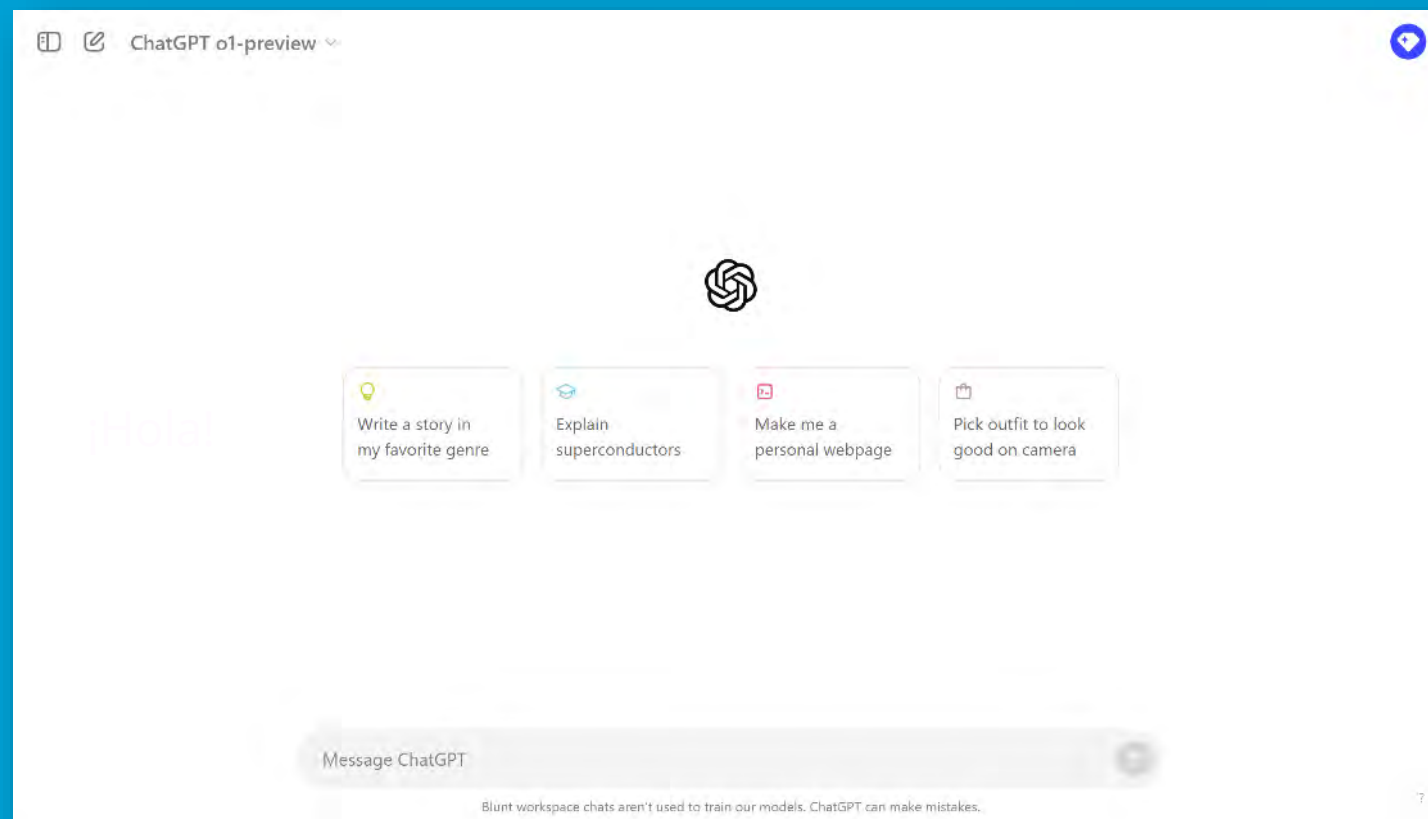 ChatGPT o1-preview
¡Hola!
Write a story in
my favorite genre
Explain
superconductors
Make me a
personal webpage
Pick outfit to look
good on camera
Message ChatGPT
Blunt workspace chats aren't used to train our models. ChatGPT can make mistakes.
?